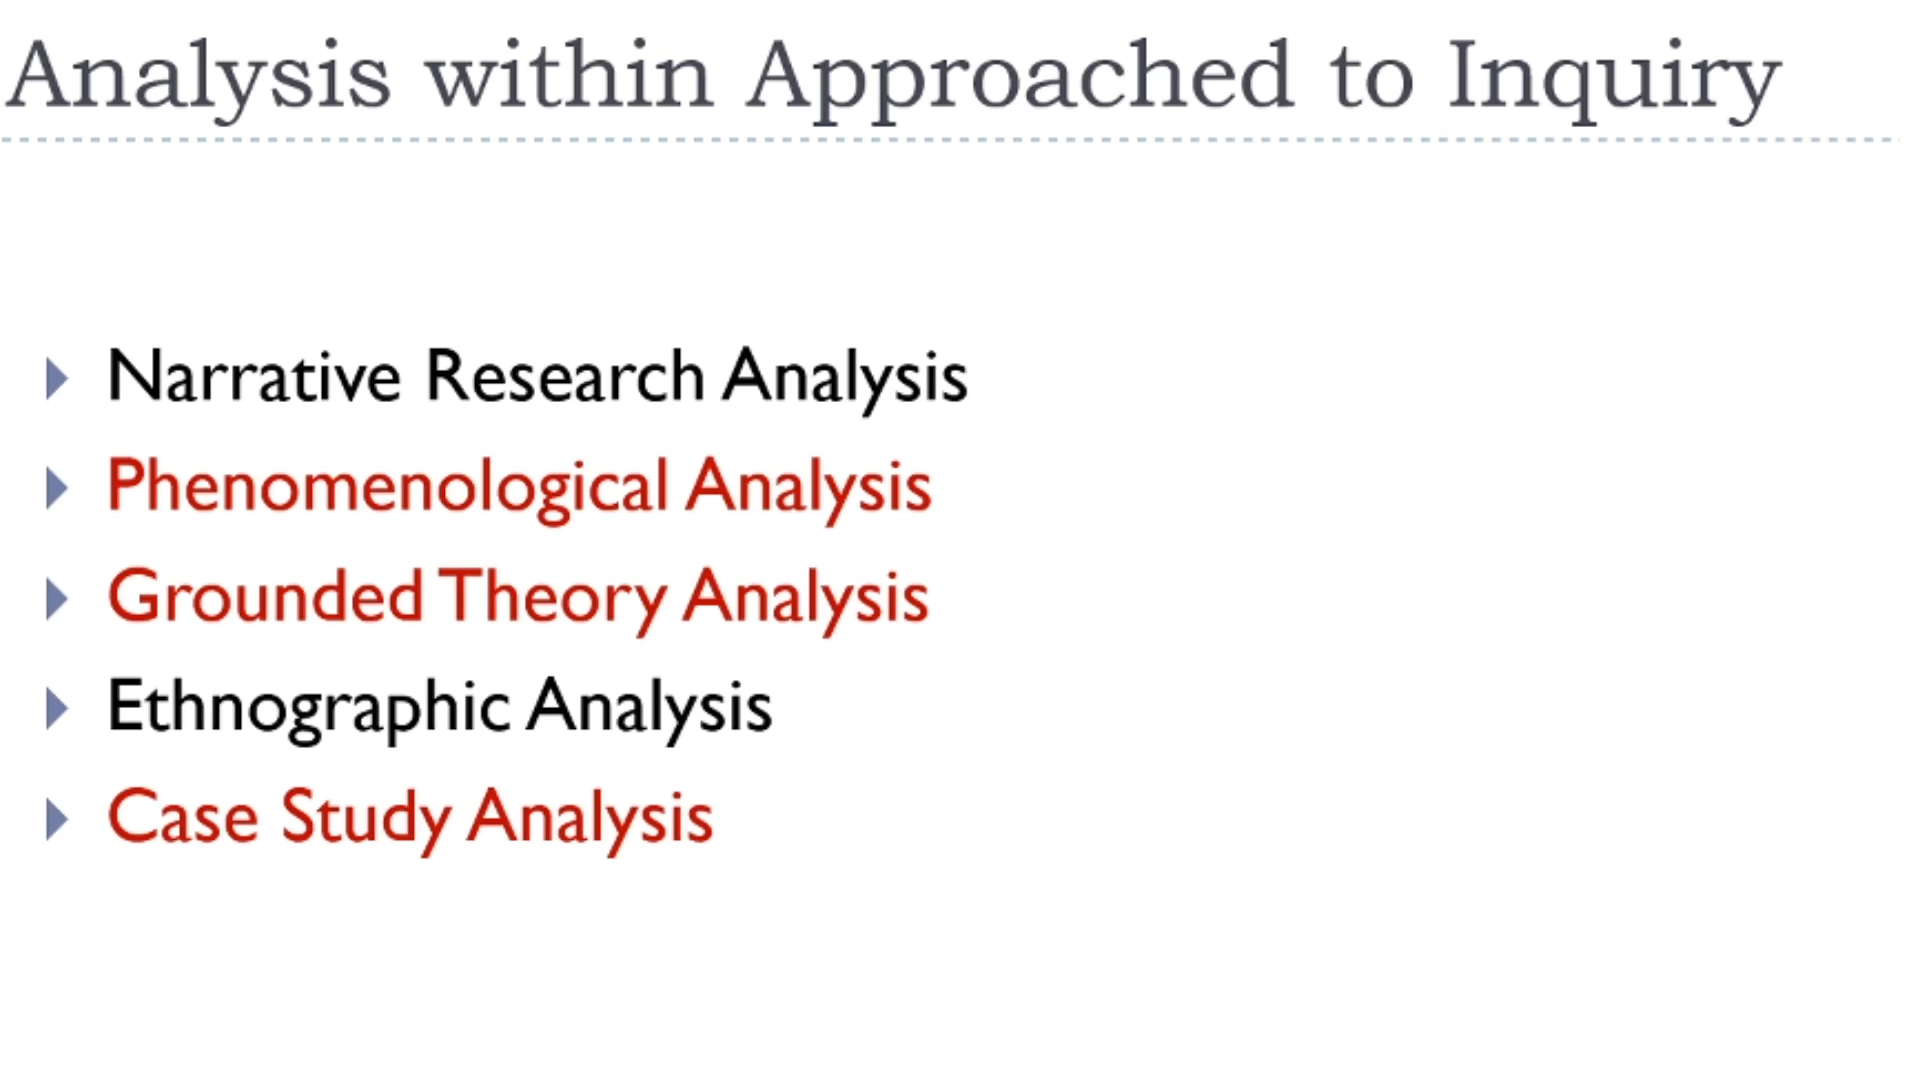 Analysis within Approached to Inquiry
Narrative Research Analysis
Phenomenological Analysis
Grounded Theory Analysis
Ethnographic Analysis
Case Study Analysis